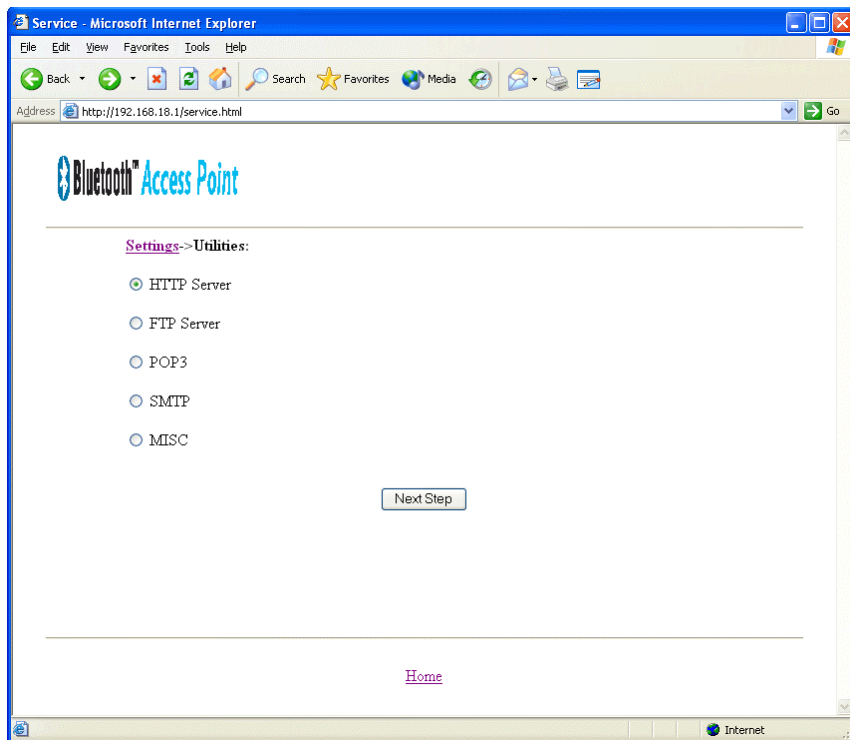 Service - Microsoft Internet Explorer
File Edit View Favorites Tools Help
Back Search Favorites Media
Address http://192.168.18.1/service.html Go
Bluetooth™ Access Point
Settings->Utilities:
HTTP Server
FTP Server
POP3
SMTP
MISC
Next Step
Home
Internet